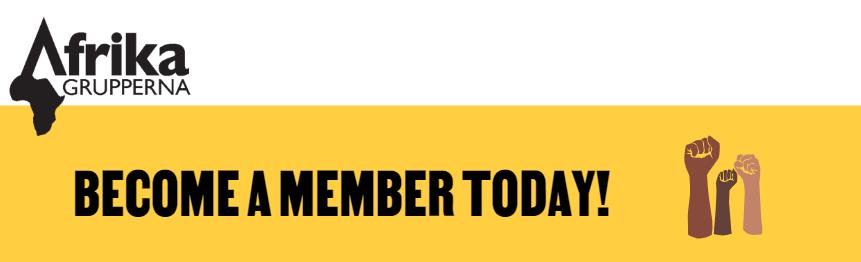 Afrika
GRUPPERNA
BECOME A MEMBER TODAY!